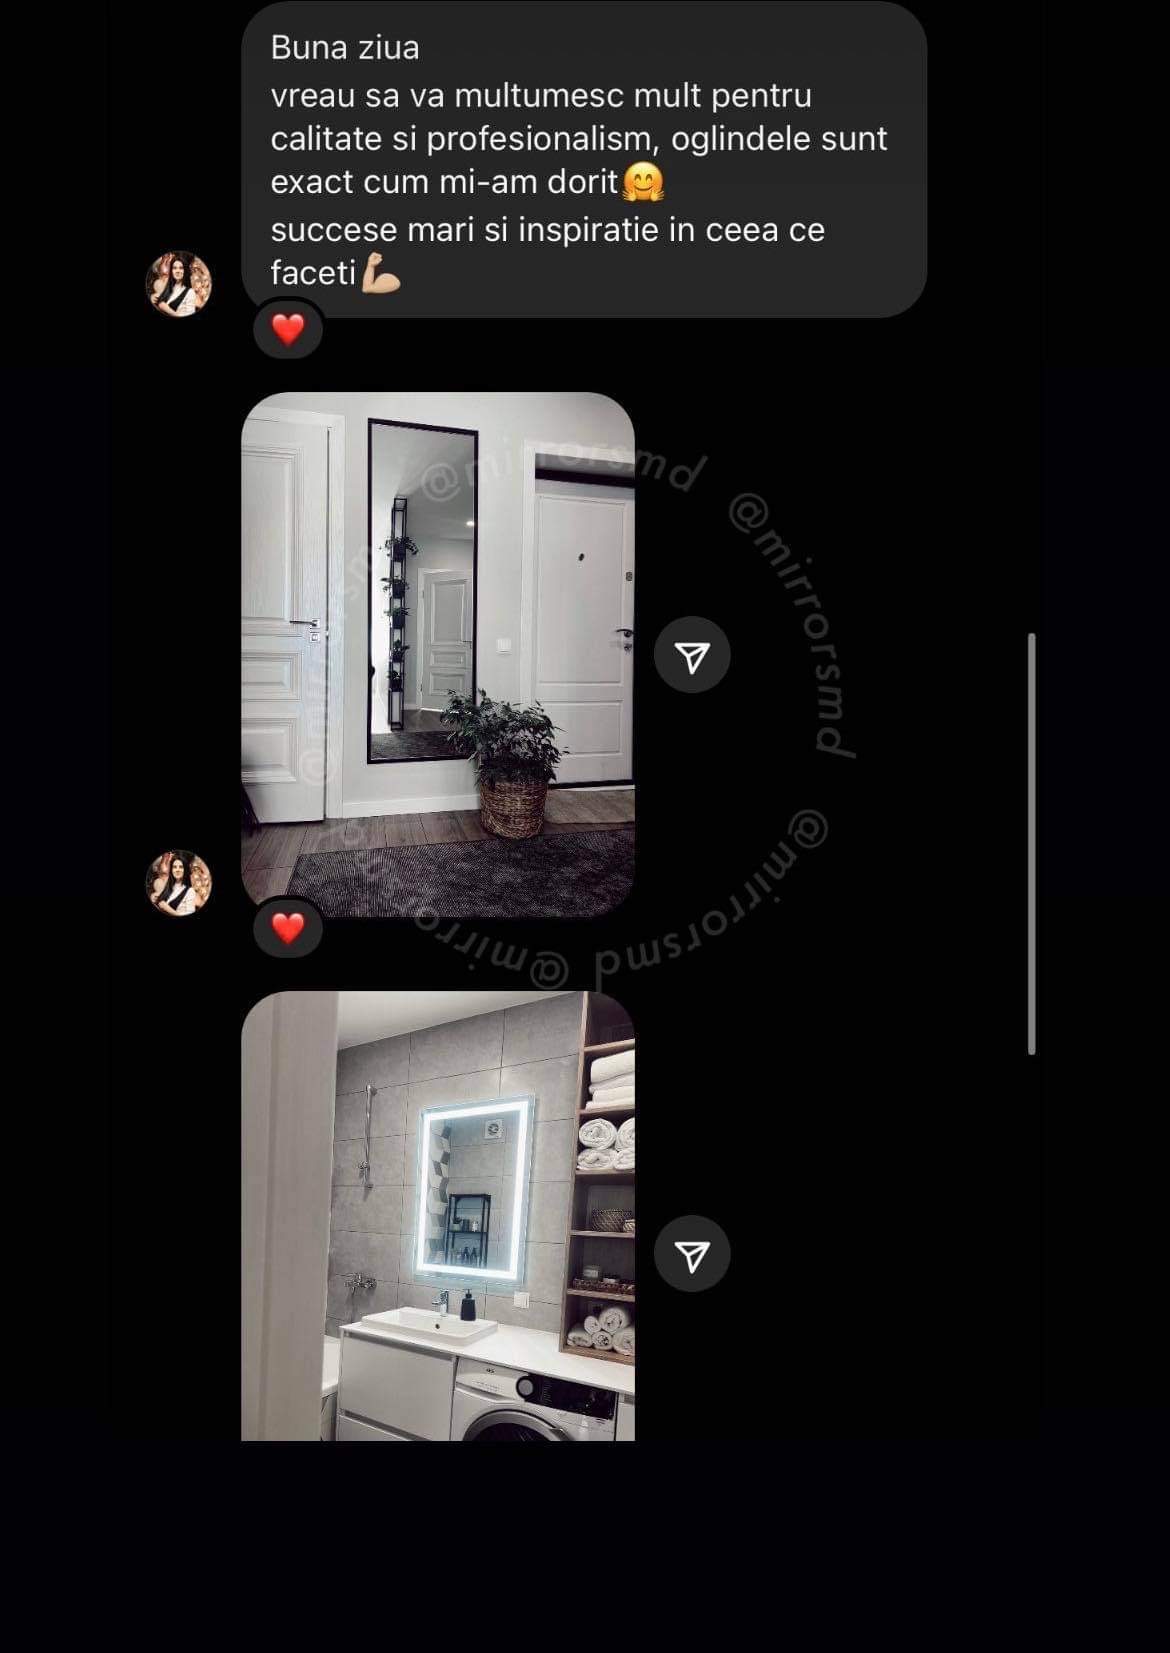 Buna ziua
vreau sa va multumesc mult pentru
calitate si profesionalism, oglindele sunt
exact cum mi-am dorit🤗
succese mari si inspiratie in ceea ce
faceti💪🏼
@mirrorsmd
@mirrorsmd
@mirrorsmd
@mirrorsmd